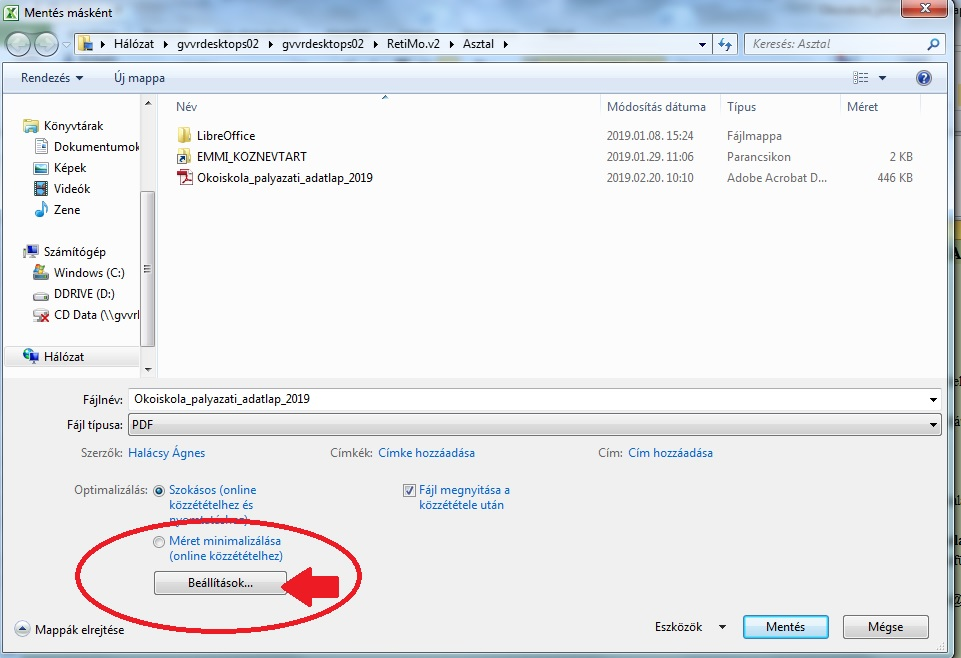 Mentés másként
Hálózat gvvrdesktops02 gvvrdesktops02 RetiMo.v2 Asztal
Keresés: Asztal
Rendezés Új mappa
Név Módosítás dátuma Típus Méret
Könyvtárak
Dokumentumok
Képek
Videók
Zene
Számítógép
Windows (C:)
DDRIVE (D:)
CD Data (\\gvvrl
Hálózat
LibreOffice 2019.01.08. 15:24 Fájlmappa
EMMI_KOZNEVTART 2019.01.29. 11:06 Parancsikon 2 KB
Okoiskola_palyazati_adatlap_2019 2019.02.20. 10:10 Adobe Acrobat D... 446 KB
Fájlnév: Okoiskola_palyazati_adatlap_2019
Fájl típusa: PDF
Szerzők: Halácsy Ágnes Címkék: Címke hozzáadása Cím: Cím hozzáadása
Optimalizálás: Szokásos (online
közzétételhez és
nyomtatáshoz)
Méret minimalizálása
(online közzétételhez)
Fájl megnyitása a
közzététele után
Beállítások...
Mappák elrejtése
Eszközök Mentés Mégse